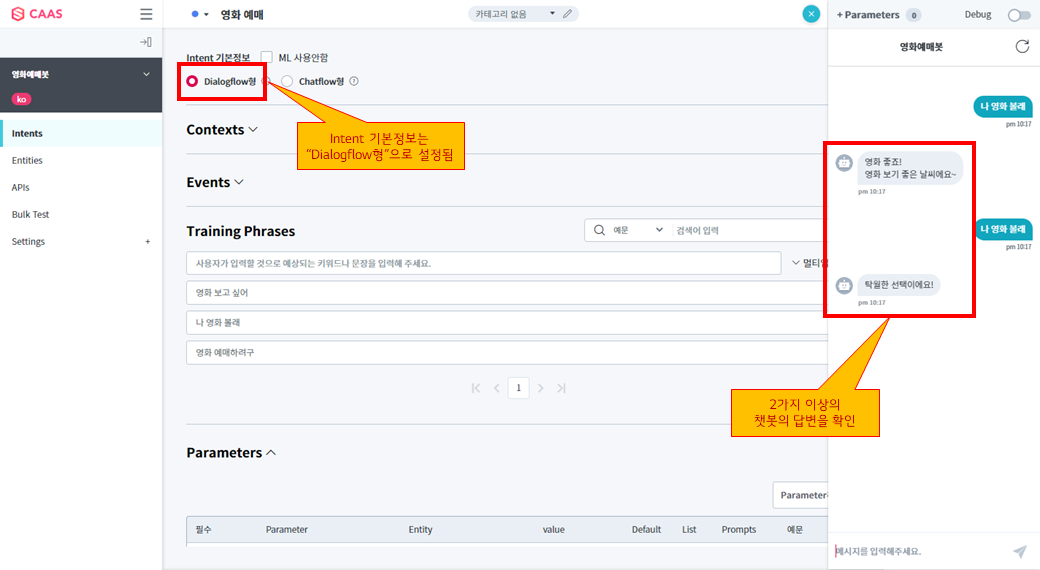 CAAS
영화예매봇
ko
Intents
Entities
APIs
Bulk Test
Settings +
영화 예매
카테고리 없음
Intent 기본정보 ML 사용안함
Dialogflow형 Chatflow형 ?
Intent 기본정보는
“Dialogflow형”으로 설정됨
Contexts
Events
Training Phrases
예문 검색어 입력
사용자가 입력할 것으로 예상되는 키워드나 문장을 입력해 주세요.
멀티
영화 보고 싶어
나 영화 볼래
영화 예매하려구
1
Parameters
Parameter
필수 Parameter Entity value Default List Prompts 예문
+ Parameters 0 Debug
영화예매봇
나 영화 볼래
pm 10:17
영화 좋죠!
영화 보기 좋은 날씨에요~
pm 10:17
나 영화 볼래
pm 10:17
탁월한 선택이에요!
pm 10:17
2가지 이상의
챗봇의 답변을 확인
메시지를 입력해주세요.